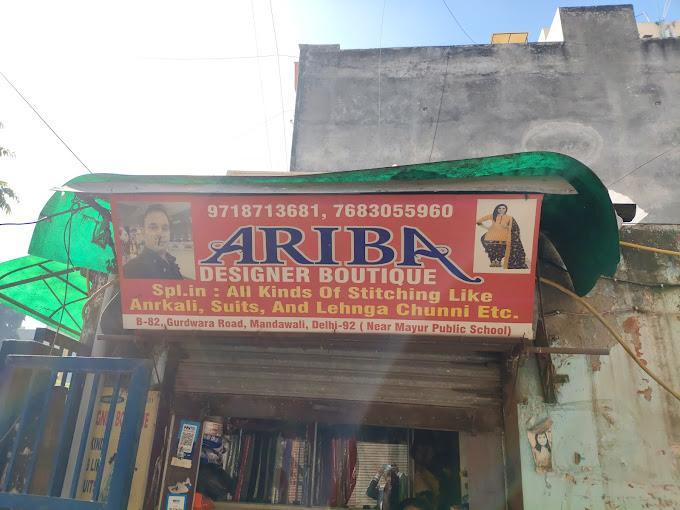 9718713681, 7683055960
ARIBA
DESIGNER BOUTIQUE
Spl.in : All Kinds Of Stitching Like
Anrkali, Suits, And Lehnga Chunni Etc.
B-82, Gurdwara Road, Mandawali, Delhi-92 ( Near Mayur Public School)